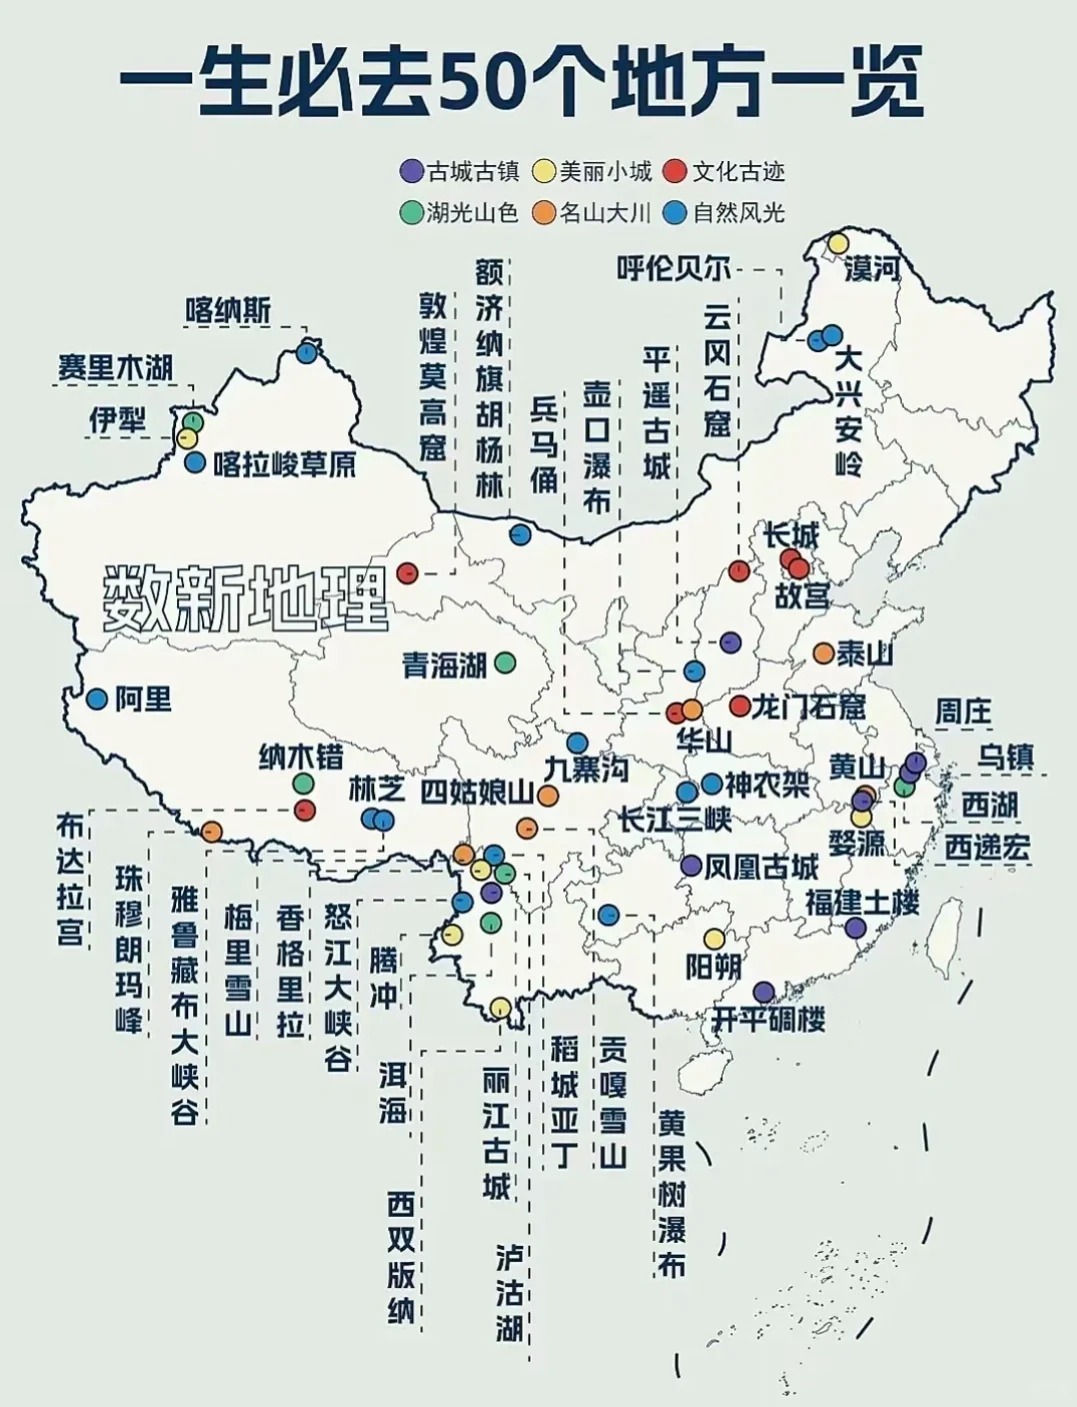 一生必去50个地方一览
古城古镇 美丽小城 文化古迹
湖光山色 名山大川 自然风光
漠河
呼伦贝尔
大兴安岭
喀纳斯
赛里木湖
伊犁
喀拉峻草原
敦煌莫高窟
额济纳旗胡杨林
兵马俑
壶口瀑布
平遥古城
云冈石窟
长城
故宫
数新地理
青海湖
泰山
阿里
龙门石窟
华山
周庄
乌镇
纳木错
林芝
四姑娘山
九寨沟
神农架
长江三峡
黄山
西湖
婺源
西递宏
布达拉宫
珠穆朗玛峰
雅鲁藏布大峡谷
梅里雪山
香格里拉
怒江大峡谷
腾冲
凤凰古城
福建土楼
阳朔
开平碉楼
洱海
丽江古城
稻城亚丁
贡嘎雪山
黄果树瀑布
西双版纳
泸沽湖